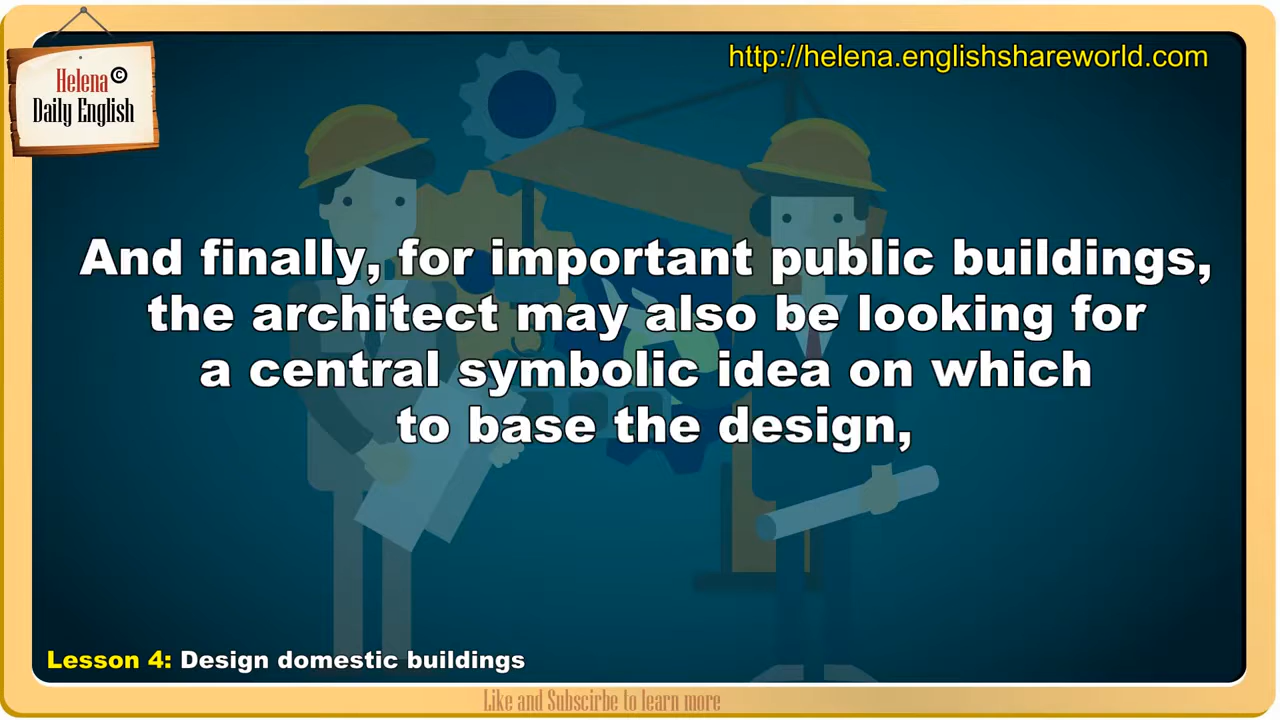 http://helena.englishshareworld.com
Helena©
Daily English
And finally, for important public buildings,
the architect may also be looking for
a central symbolic idea on which
to base the design,
Lesson 4: Design domestic buildings
Like and Subscirbe to learn more